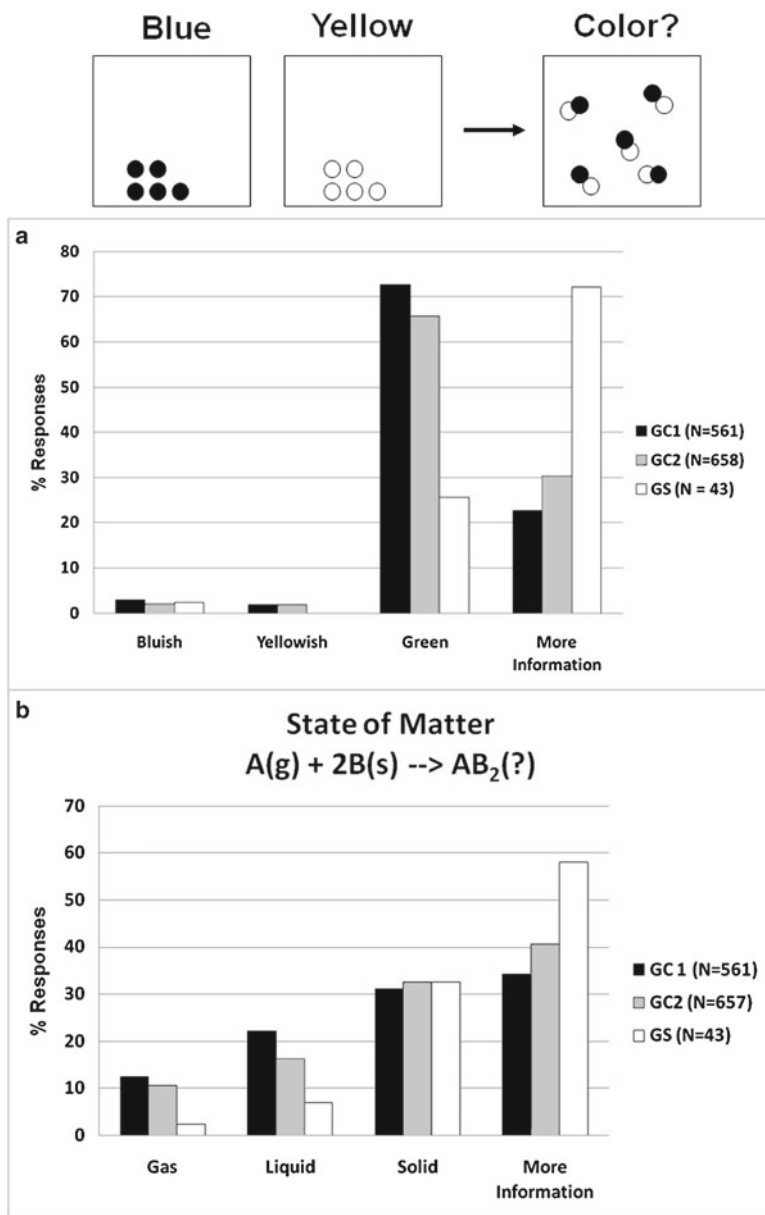 Blue Yellow Color?
a
80
70
60
50
40
30
20
10
0
% Responses
Bluish Yellowish Green More Information
GC1 (N=561)
GC2 (N=658)
GS (N = 43)
b
State of Matter
A(g) + 2B(s) --> AB₂(?)
70
60
50
40
30
20
10
0
% Responses
Gas Liquid Solid More Information
GC 1 (N=561)
GC2 (N=657)
GS (N=43)